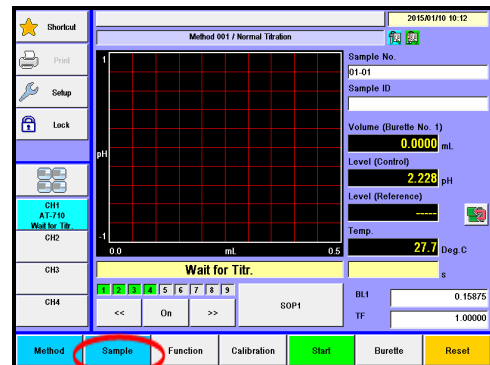 2015/01/10 10:12
Shortcut
Method 001 / Normal Titration
Print
Setup
Lock
CH1
AT-710
Wait for Titr.
CH2
CH3
CH4
1
pH
-1
0.0 mL 0.5
Wait for Titr.
1 2 3 4 5 6 7 8 9
<< On >>
SOP1
Sample No.
01-01
Sample ID
Volume (Burette No. 1)
0.0000 mL
Level (Control)
2.228 pH
Level (Reference)
-----
Temp.
27.7 Deg.C
s
BL1 0.15875
TF 1.00000
Method Sample Function Calibration Start Burette Reset